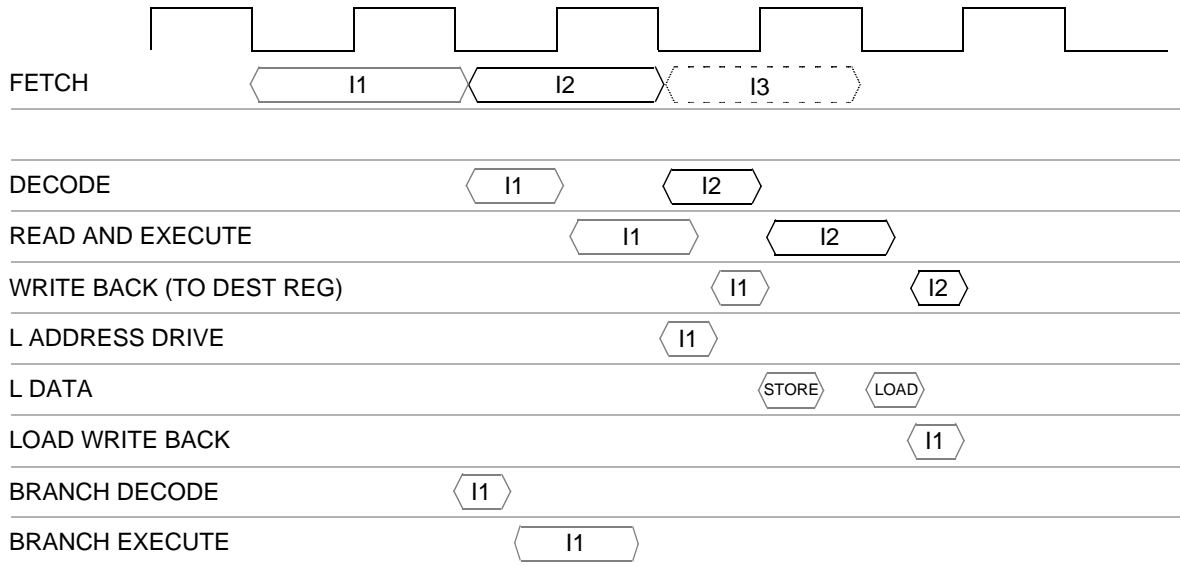 FETCH I1 I2 I3
DECODE I1 I2
READ AND EXECUTE I1 I2
WRITE BACK (TO DEST REG) I1 I2
L ADDRESS DRIVE I1
L DATA STORE LOAD
LOAD WRITE BACK I1
BRANCH DECODE I1
BRANCH EXECUTE I1